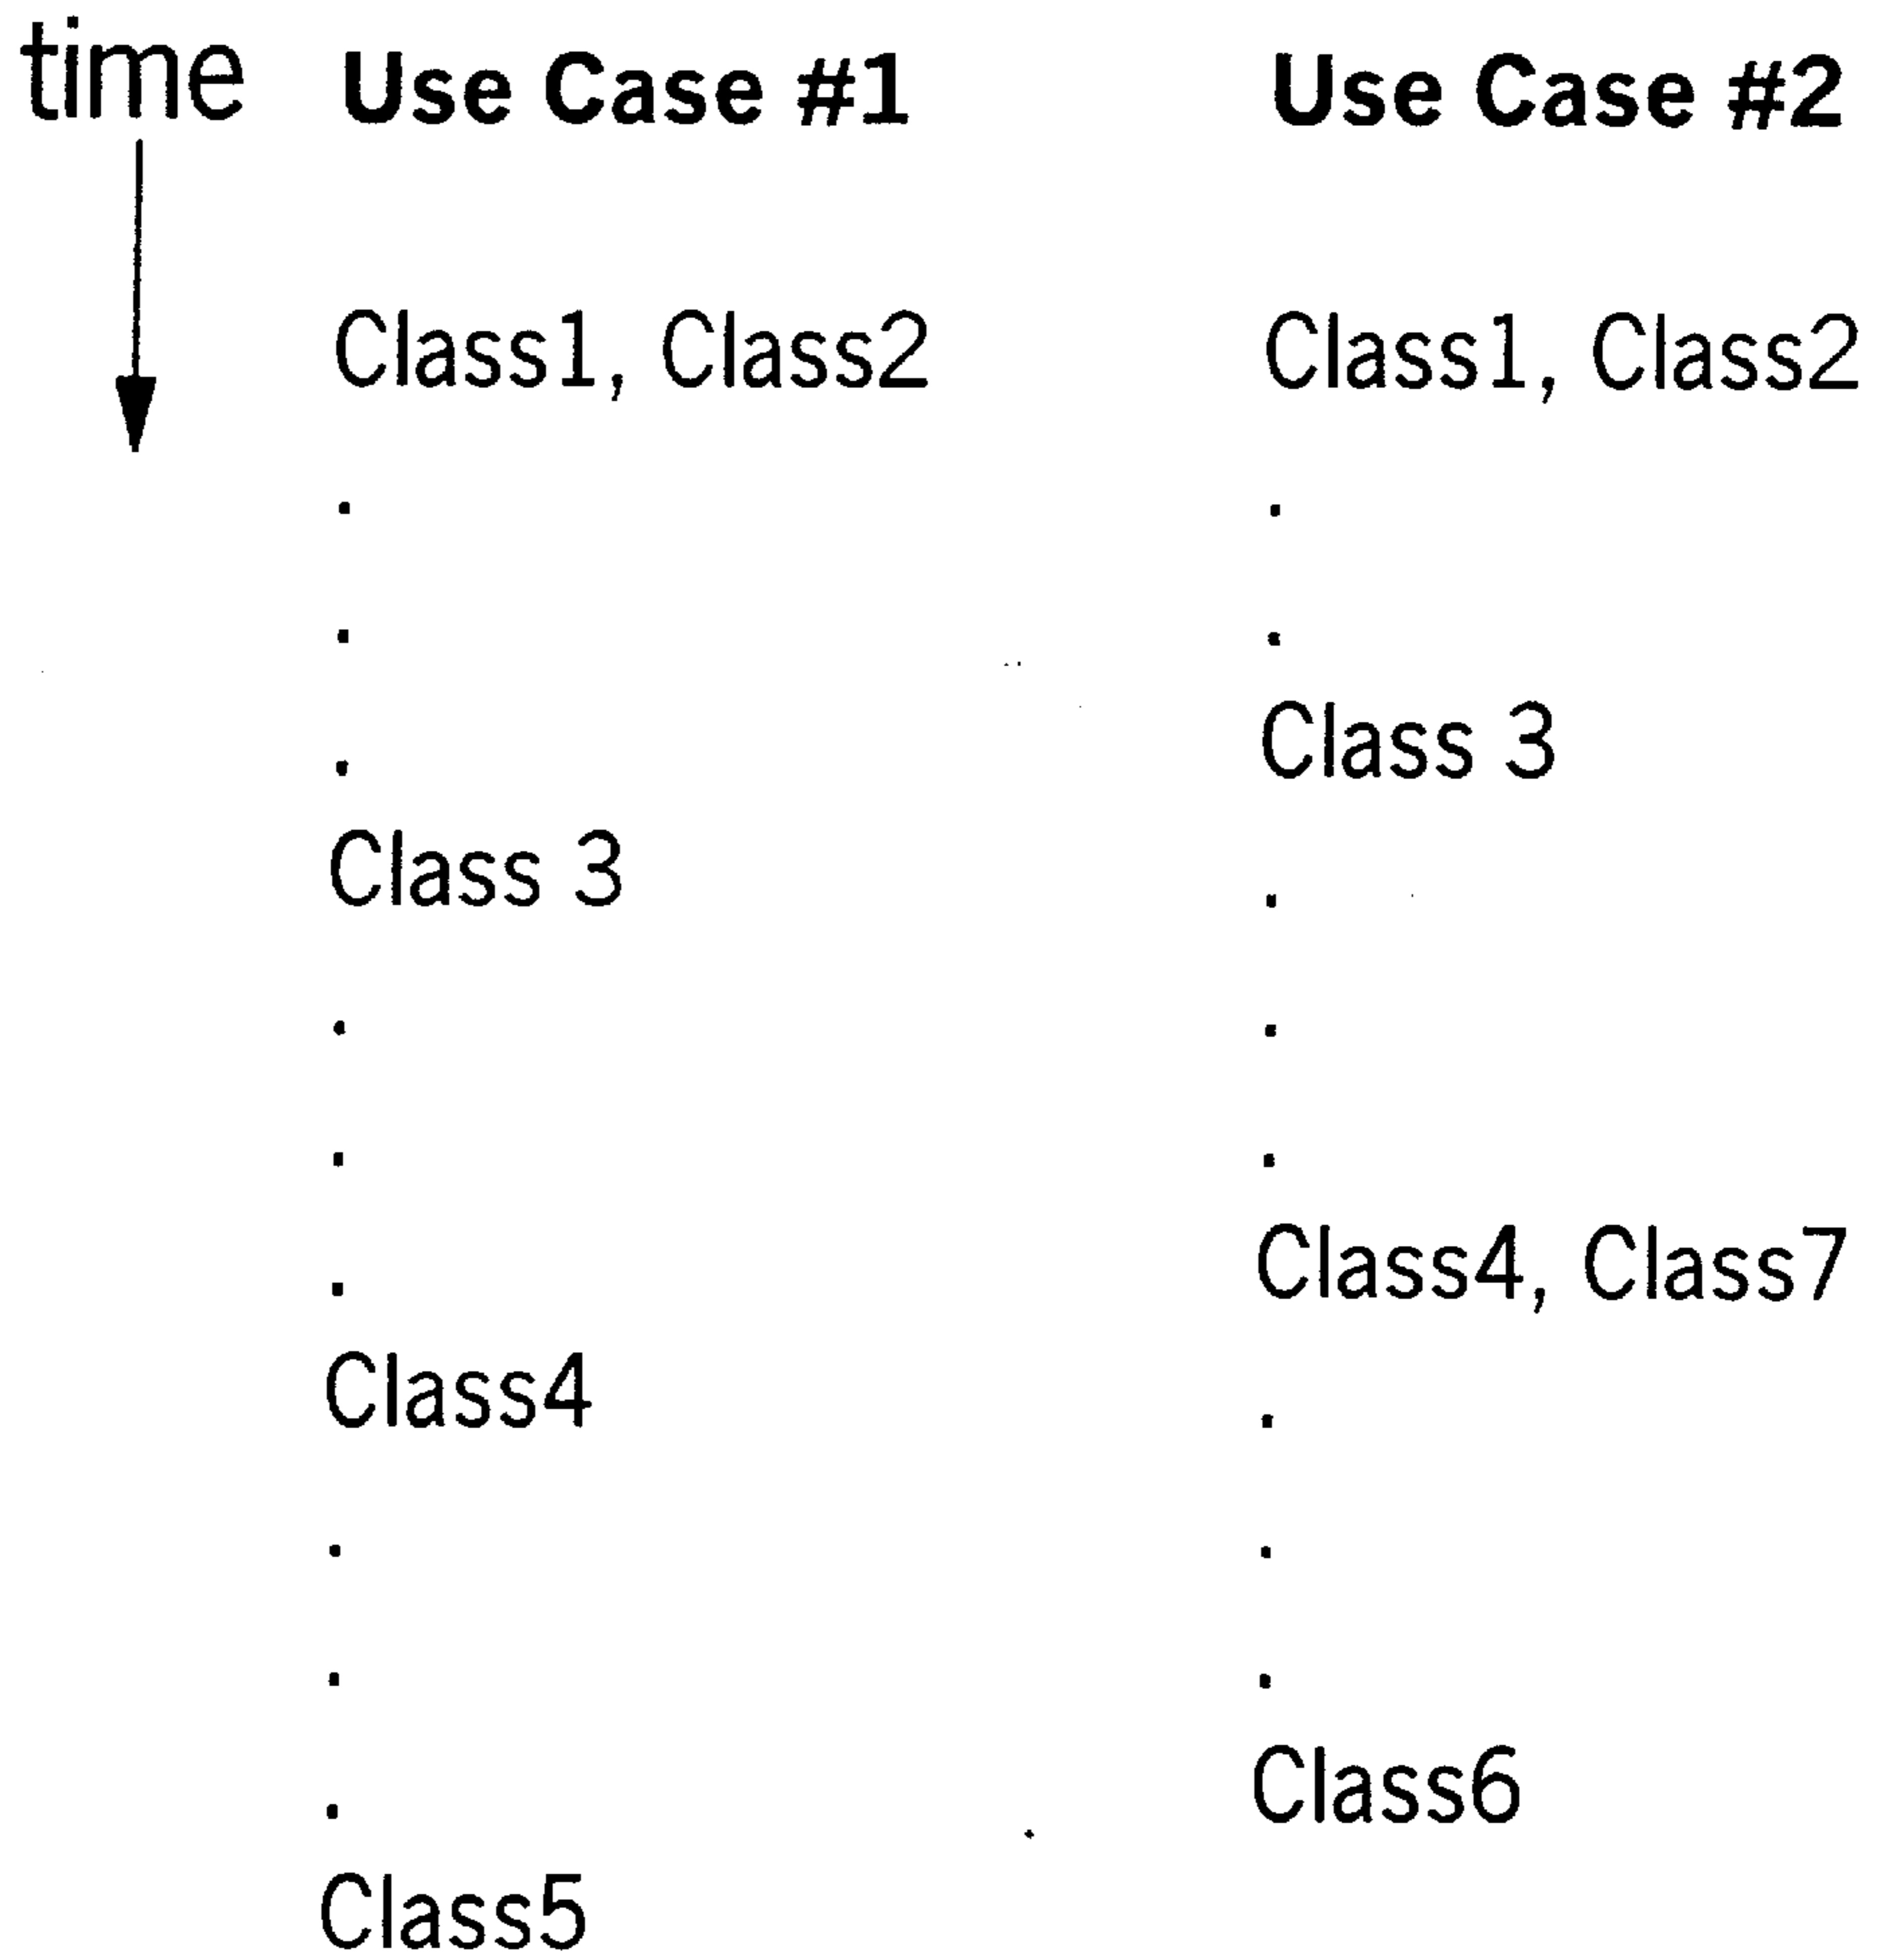 time Use Case #1 Use Case #2
Class1, Class2 Class1, Class2
. .
. .
. Class 3
Class 3 .
. .
. .
. Class4, Class7
Class4 .
. .
. .
. Class6
Class5